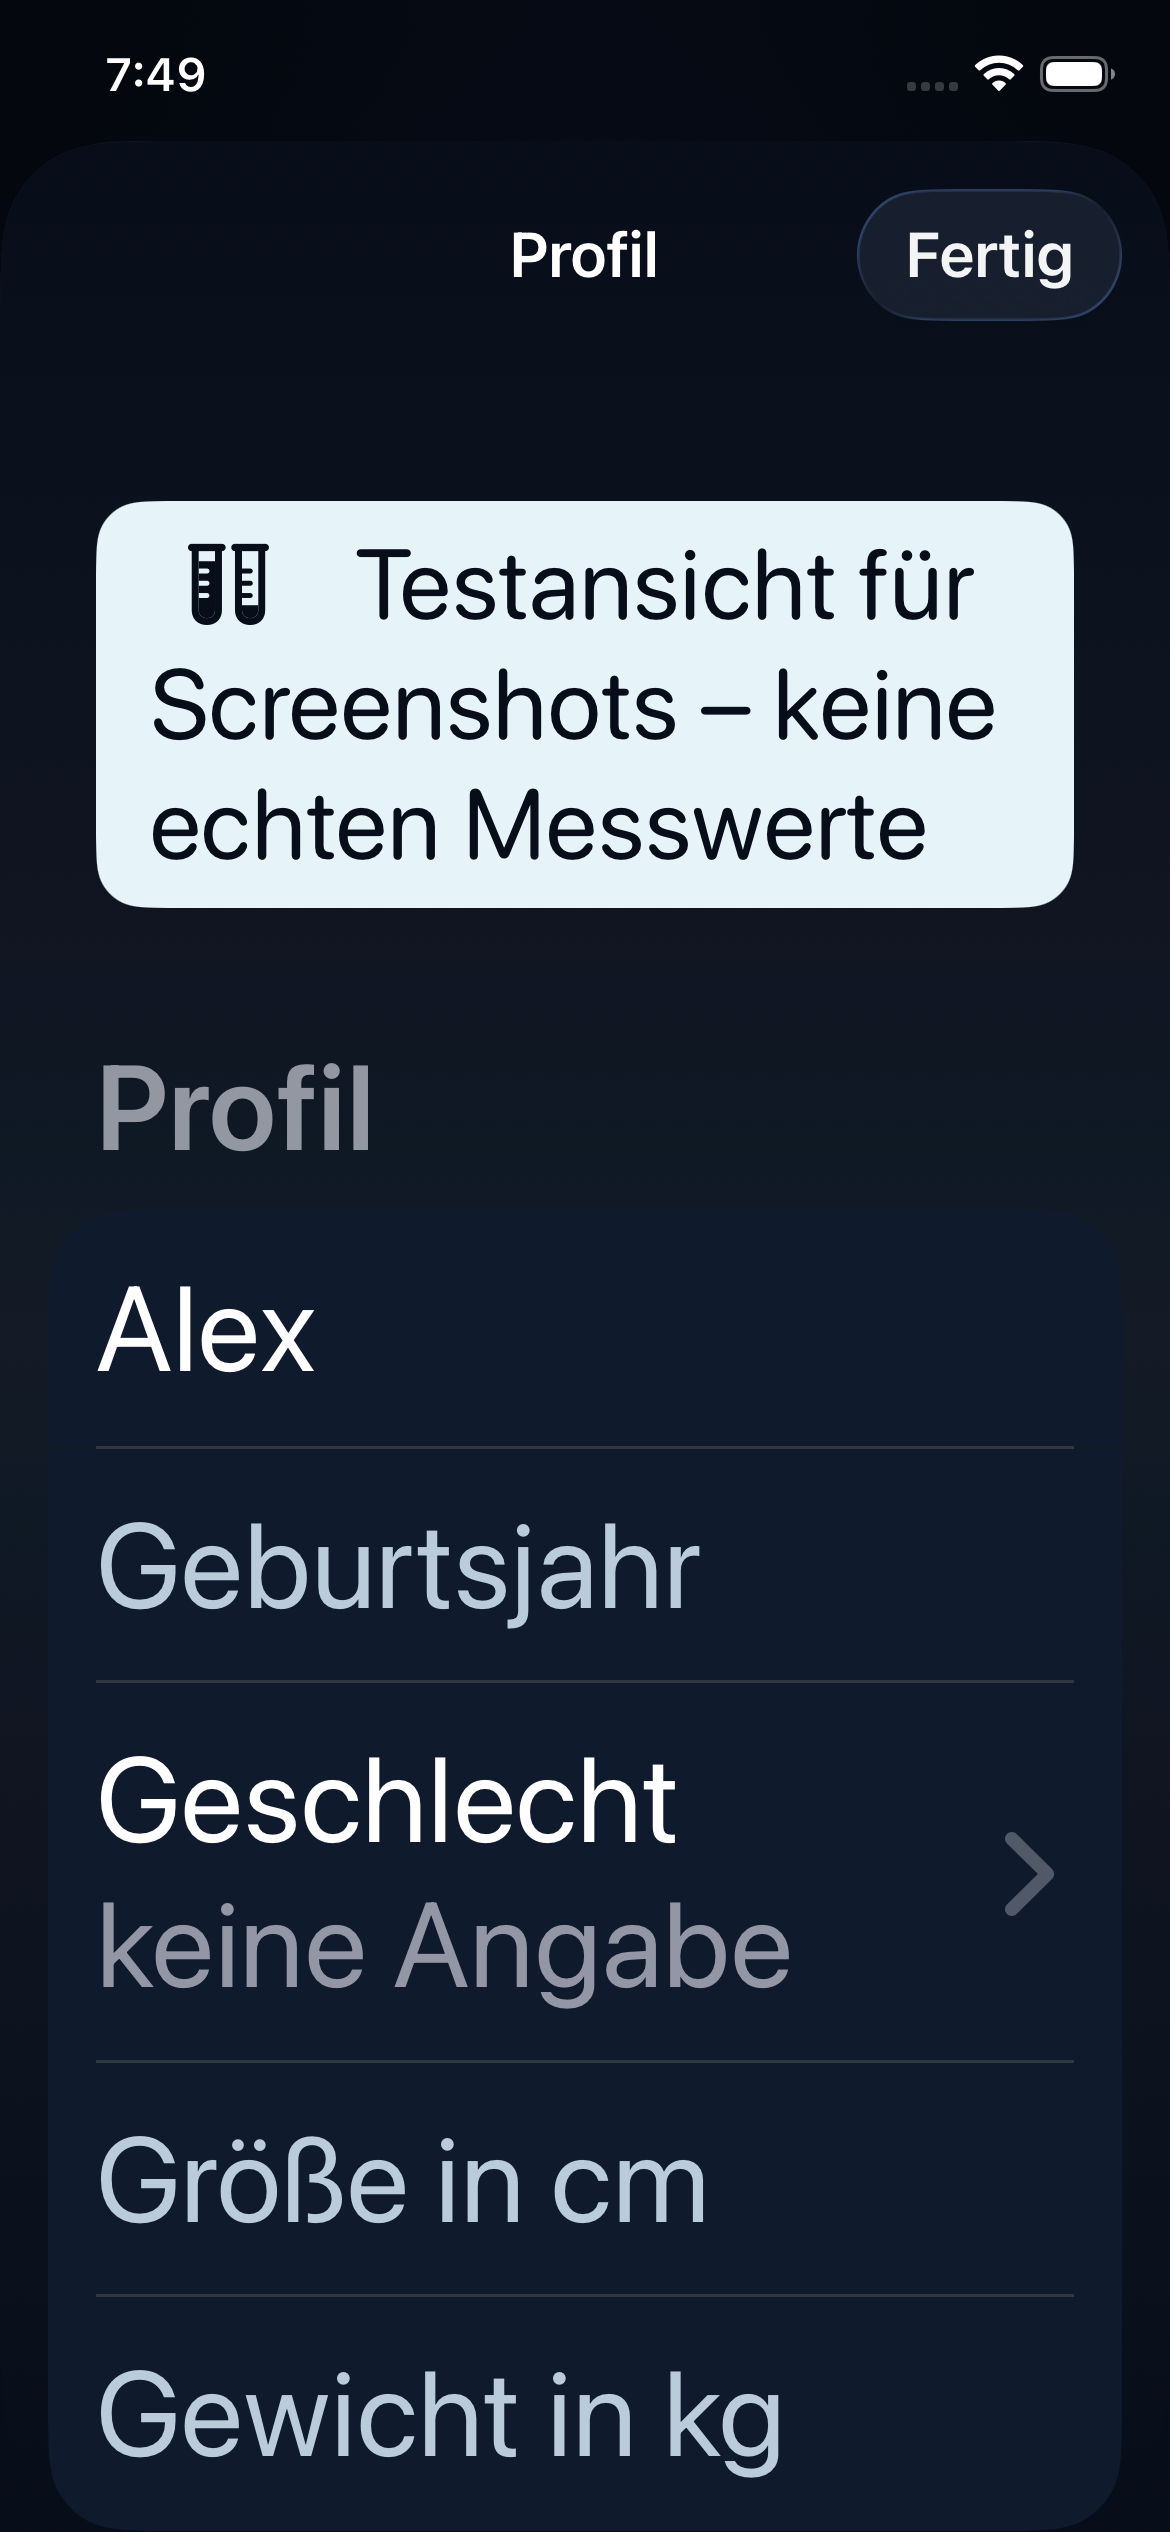 7:49
Profil
Fertig
Testansicht für
Screenshots – keine
echten Messwerte
Profil
Alex
Geburtsjahr
Geschlecht
keine Angabe
Größe in cm
Gewicht in kg